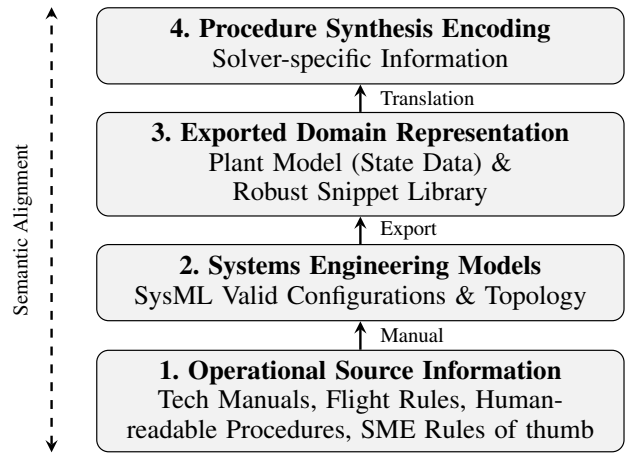 4. Procedure Synthesis Encoding
Solver-specific Information
Translation
3. Exported Domain Representation
Plant Model (State Data) &
Robust Snippet Library
Export
2. Systems Engineering Models
SysML Valid Configurations & Topology
Manual
1. Operational Source Information
Tech Manuals, Flight Rules, Human-
readable Procedures, SME Rules of thumb
Semantic Alignment